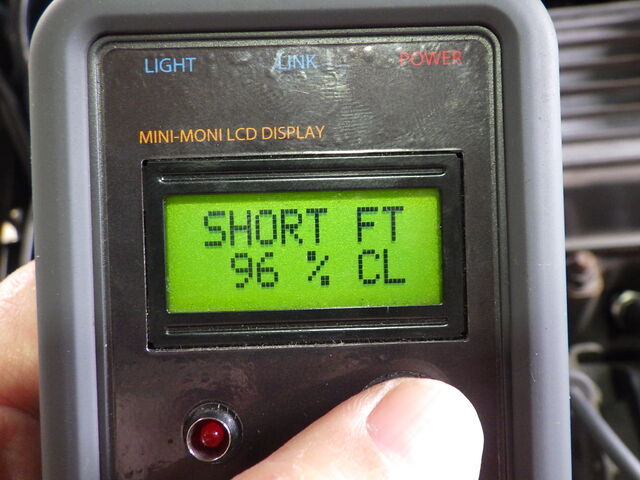 LIGHT LINK POWER
MINI-MONI LCD DISPLAY
SHORT FT
96 % CL